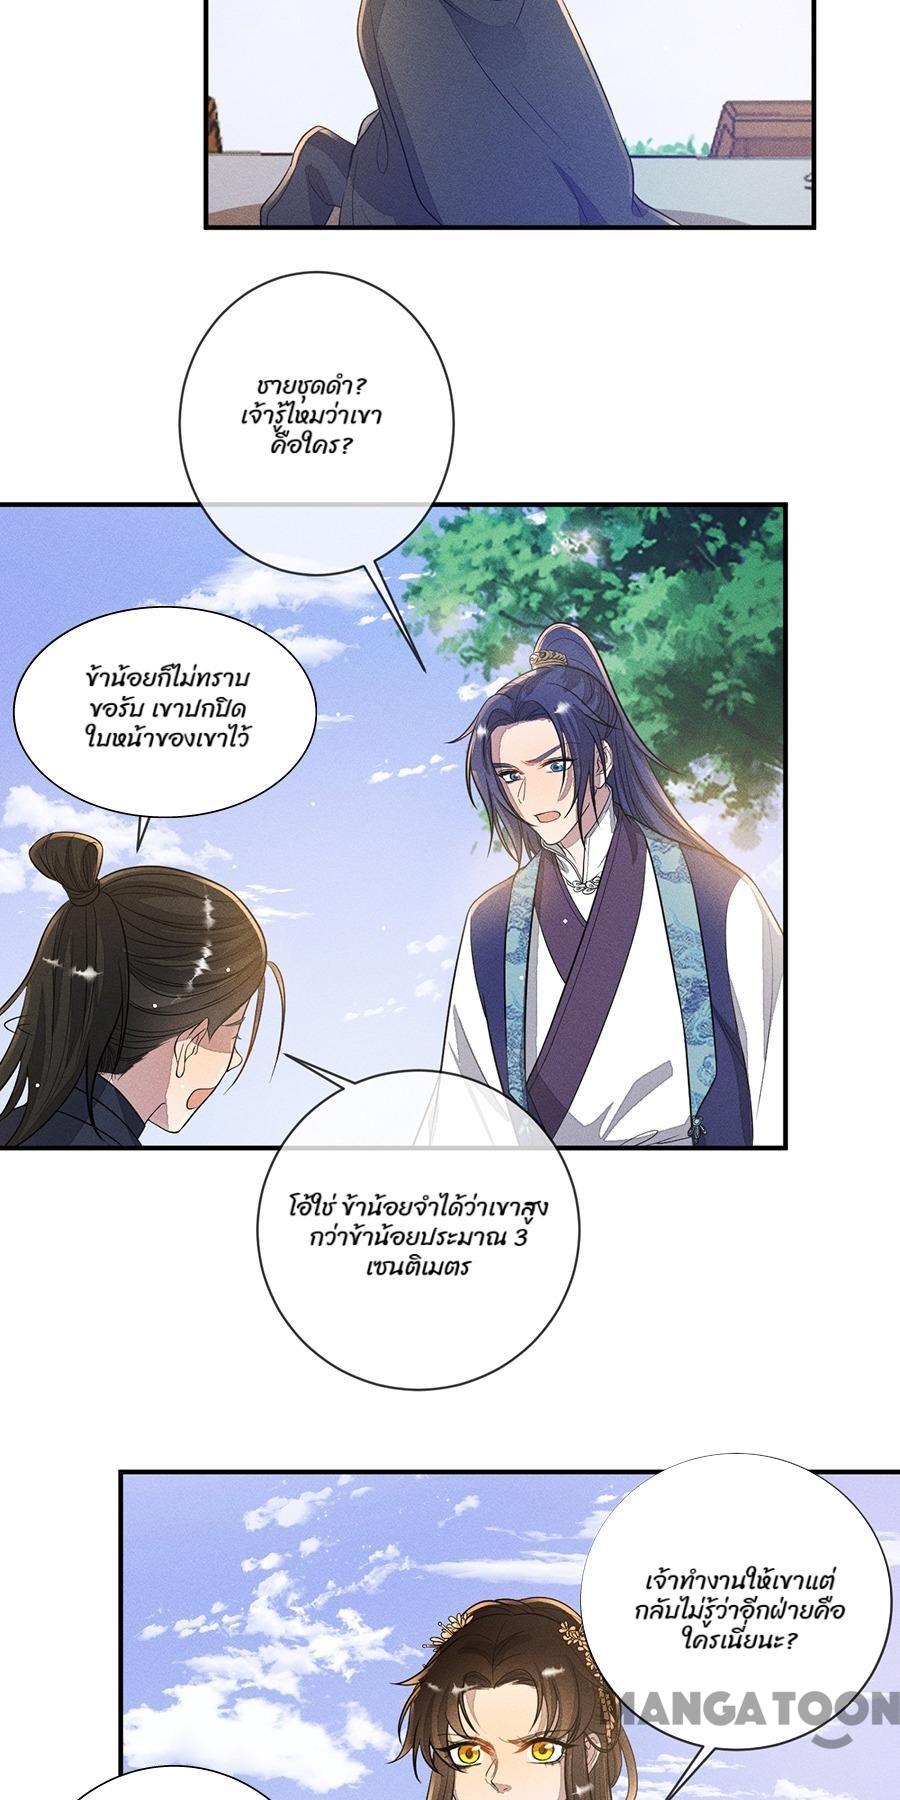 ชายชุดดำ?
เจ้ารู้ไหมว่าเขา
คือใคร?
ข้าน้อยก็ไม่ทราบ
ขอรับ เขาปกปิด
ใบหน้าของเขาไว้
โอ้ใช่ ข้าน้อยจำได้ว่าเขาสูง
กว่าข้าน้อยประมาณ 3
เซนติเมตร
เจ้าทำงานให้เขาแต่
กลับไม่รู้ว่าอีกฝ่ายคือ
ใครเนี่ยนะ?
MANGA TOON